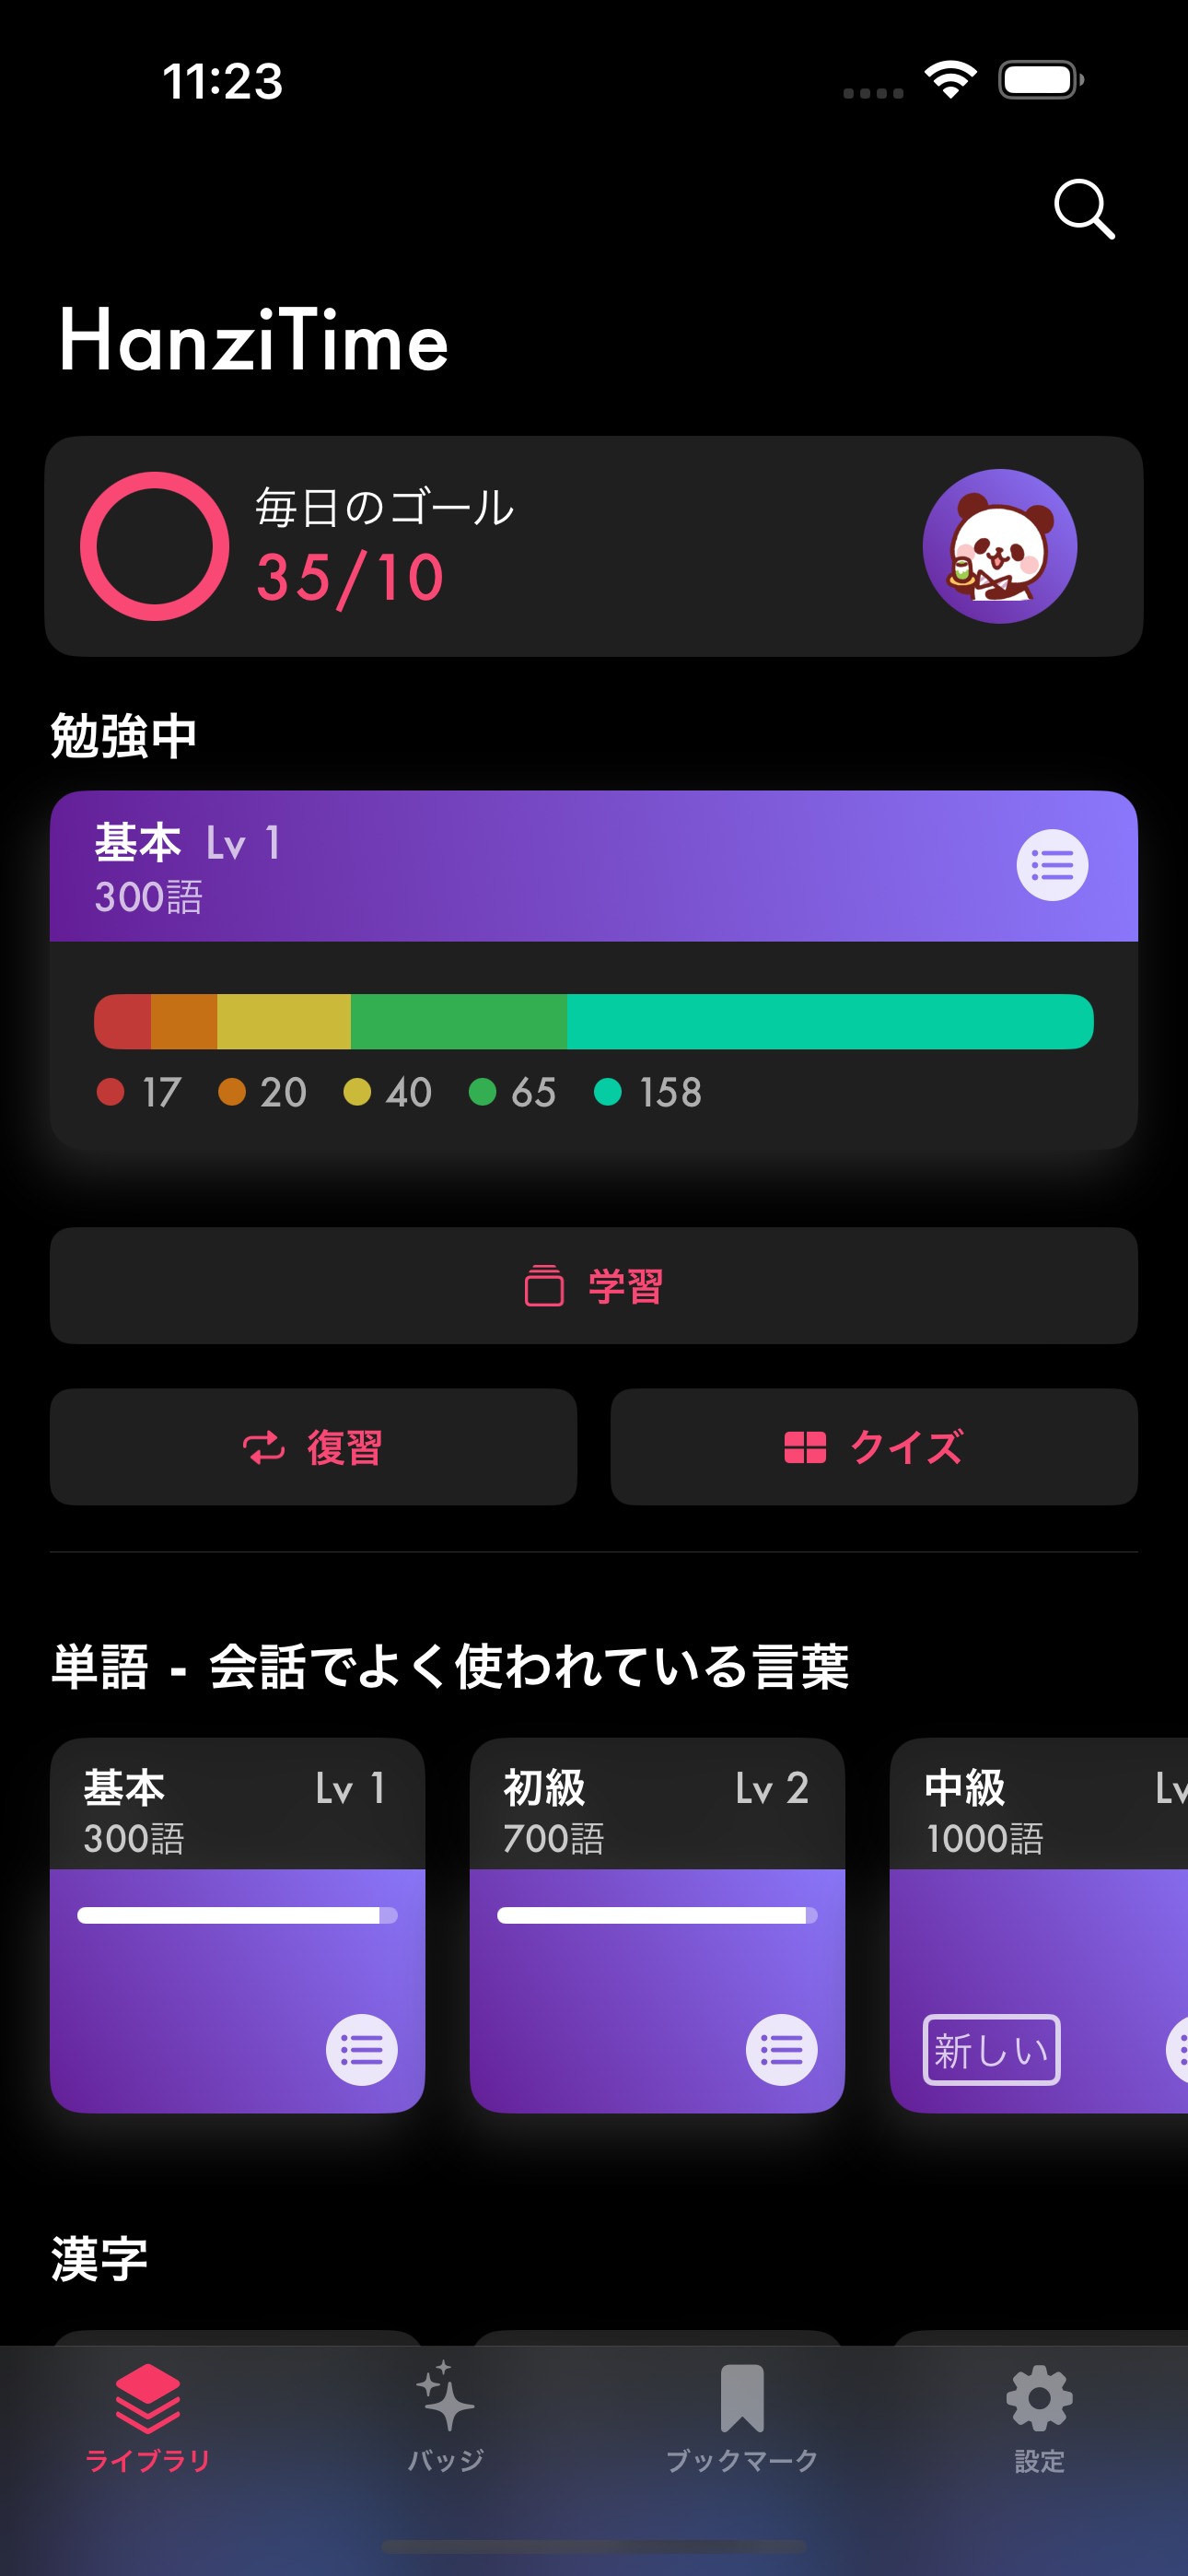 11:23
HanziTime
毎日のゴール
35/10
勉強中
基本 Lv 1
300語
17 20 40 65 158
学習
復習 クイズ
単語 - 会話でよく使われている言葉
基本 Lv 1 初級 Lv 2 中級 Lv
300語 700語 1000語
新しい
漢字
ライブラリ バッジ ブックマーク 設定